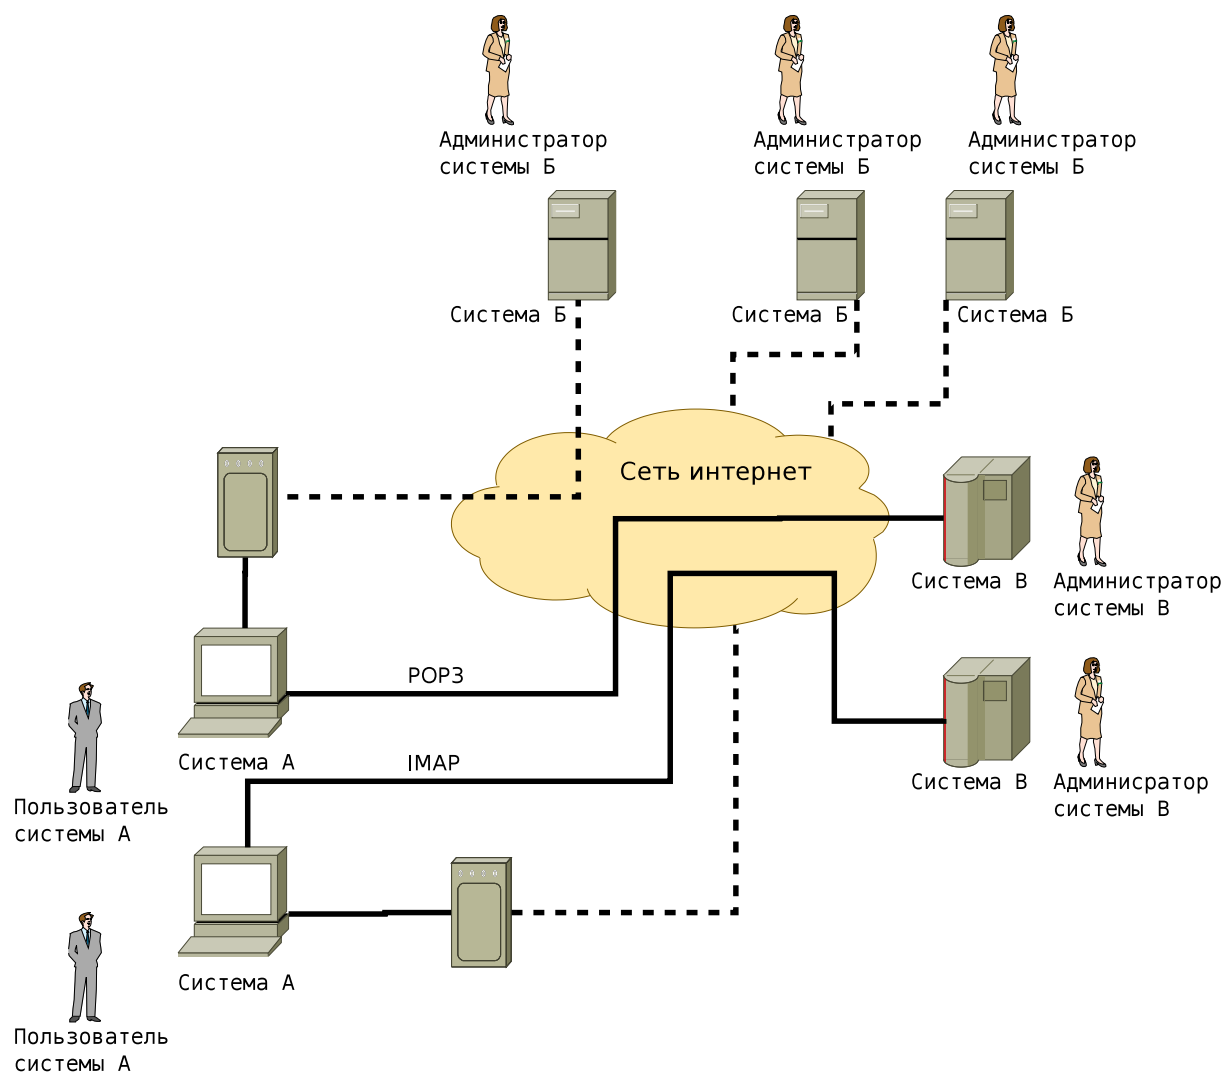 Администратор
системы Б
Администратор
системы Б
Администратор
системы Б
Система Б
Система Б
Система Б
Сеть интернет
Система В
Администратор
системы В
POP3
Система А
Пользователь
системы А
IMAP
Система В
Админисратор
системы В
Система А
Пользователь
системы А